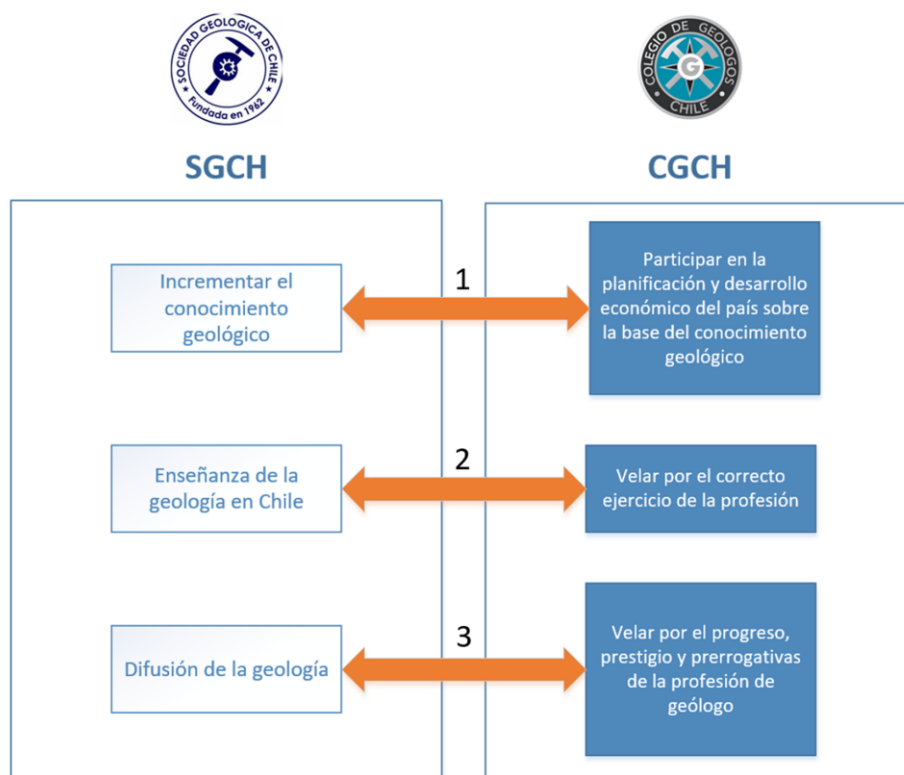 SOCIEDAD GEOLOGICA DE CHILE
Fundada en 1962
COLEGIO DE GEOLOGOS
CHILE
G
SGCH
CGCH
Incrementar el
conocimiento
geológico
1
Participar en la
planificación y desarrollo
económico del país sobre
la base del conocimiento
geológico
Enseñanza de la
geología en Chile
2
Velar por el correcto
ejercicio de la profesión
Difusión de la geología
3
Velar por el progreso,
prestigio y prerrogativas
de la profesión de
geólogo